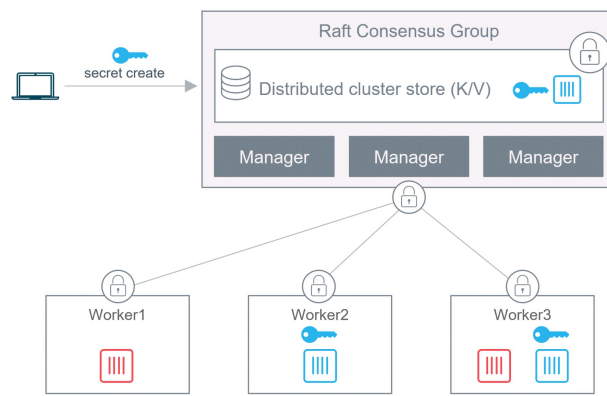 Raft Consensus Group
secret create
Distributed cluster store (K/V)
Manager
Manager
Manager
Worker1
Worker2
Worker3